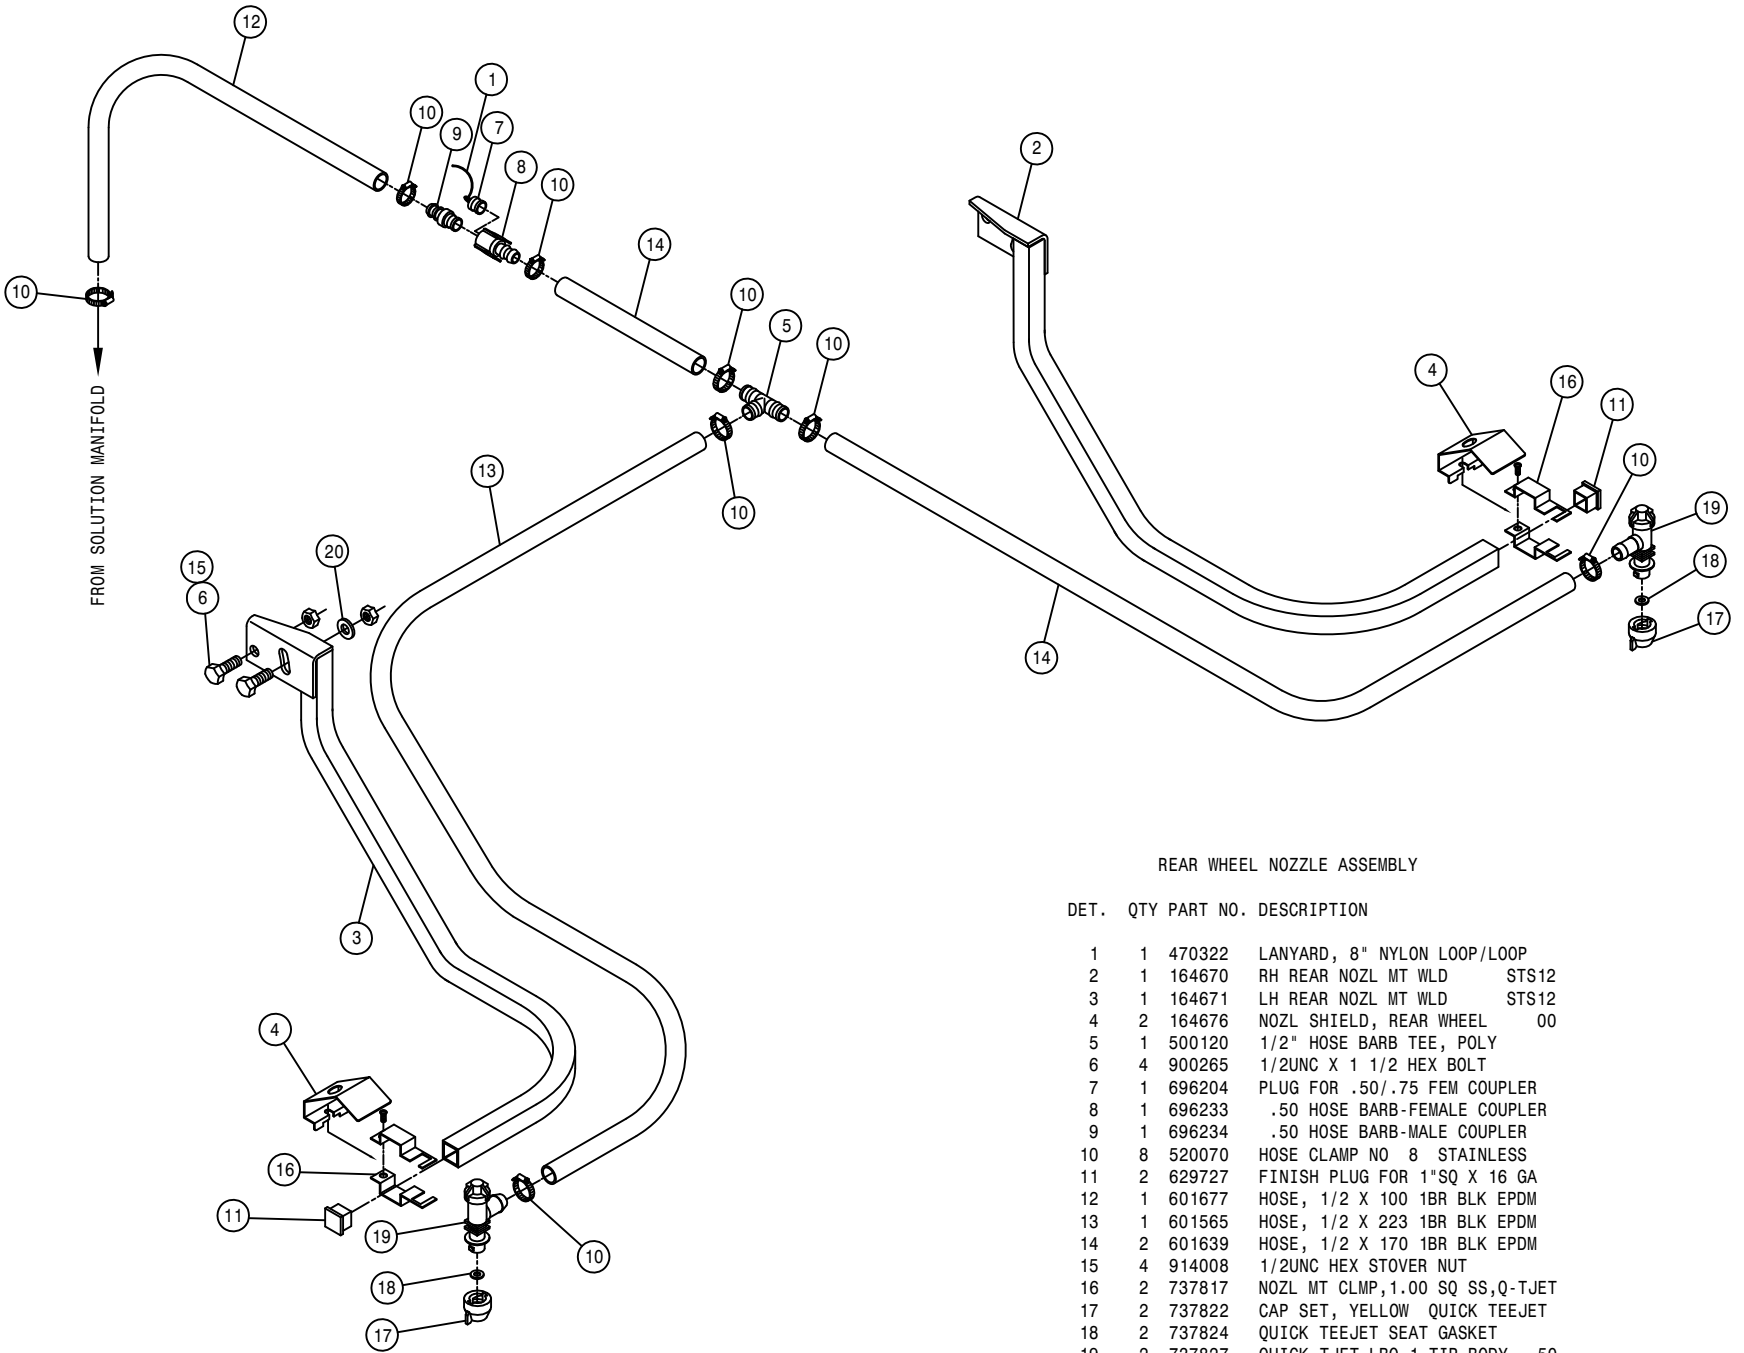 12
1
10
9
7
8
10
14
2
10
10
5
10
FROM SOLUTION MANIFOLD
4
16
11
10
19
18
17
13
10
20
15
6
14
3
4
16
11
19
10
18
17
REAR WHEEL NOZZLE ASSEMBLY
DET. QTY PART NO. DESCRIPTION
1 1 470322 LANYARD, 8" NYLON LOOP/LOOP
2 1 164670 RH REAR NOZL MT WLD STS12
3 1 164671 LH REAR NOZL MT WLD STS12
4 2 164676 NOZL SHIELD, REAR WHEEL 00
5 1 500120 1/2" HOSE BARB TEE, POLY
6 4 900265 1/2UNC X 1 1/2 HEX BOLT
7 1 696204 PLUG FOR .50/.75 FEM COUPLER
8 1 696233 .50 HOSE BARB-FEMALE COUPLER
9 1 696234 .50 HOSE BARB-MALE COUPLER
10 8 520070 HOSE CLAMP NO 8 STAINLESS
11 2 629727 FINISH PLUG FOR 1"SQ X 16 GA
12 1 601677 HOSE, 1/2 X 100 1BR BLK EPDM
13 1 601565 HOSE, 1/2 X 223 1BR BLK EPDM
14 2 601639 HOSE, 1/2 X 170 1BR BLK EPDM
15 4 914008 1/2UNC HEX STOVER NUT
16 2 737817 NOZL MT CLMP,1.00 SQ SS,Q-TJET
17 2 737822 CAP SET, YELLOW QUICK TEEJET
18 2 737824 QUICK TEEJET SEAT GASKET